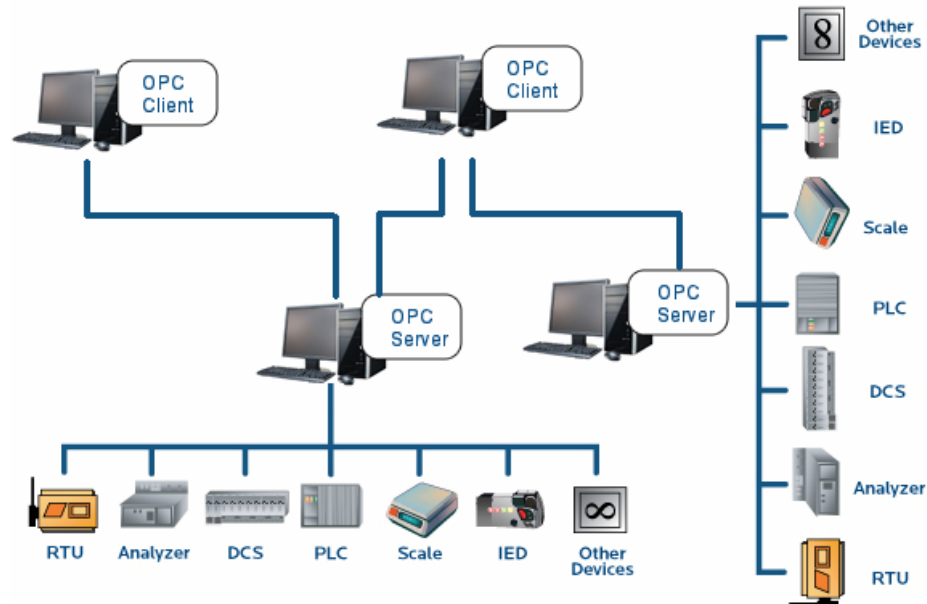 OPC
Client
OPC
Client
OPC
Server
OPC
Server
RTU
Analyzer
DCS
PLC
Scale
IED
∞
Other
Devices
8
Other
Devices
IED
Scale
PLC
DCS
Analyzer
RTU